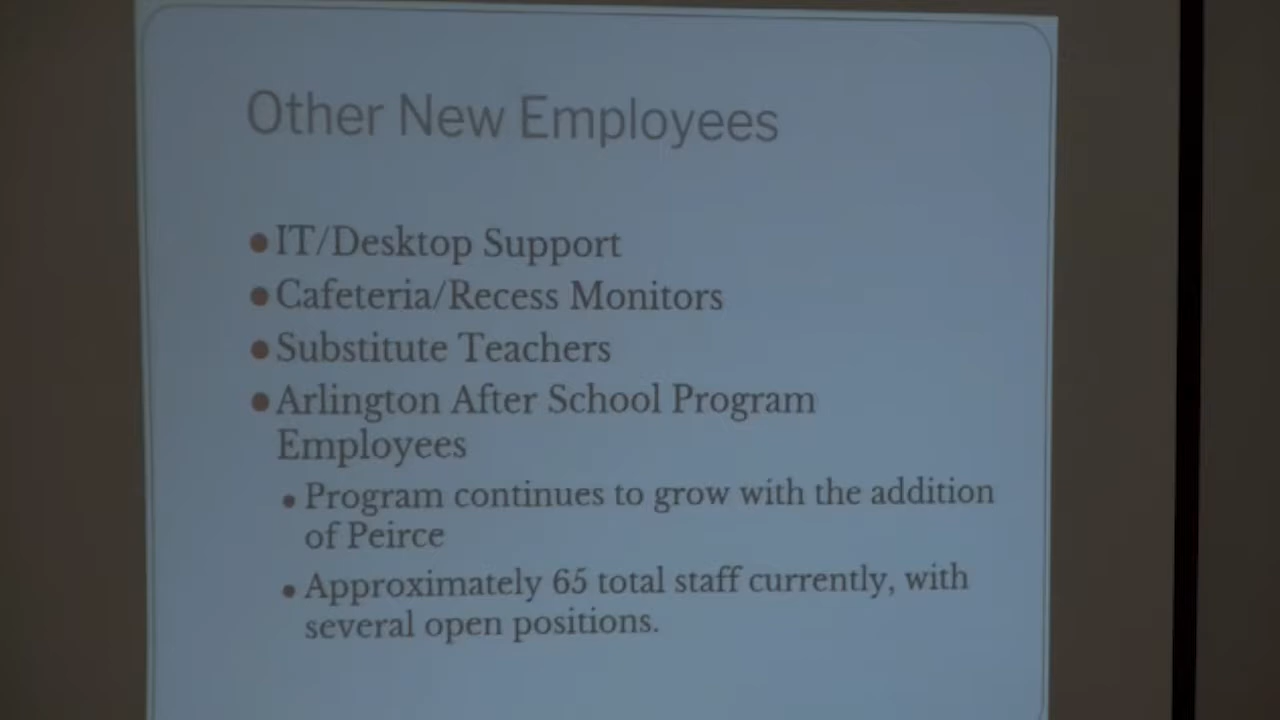 Other New Employees
●IT/Desktop Support
●Cafeteria/Recess Monitors
●Substitute Teachers
●Arlington After School Program
Employees
●Program continues to grow with the addition
of Peirce
●Approximately 65 total staff currently, with
several open positions.